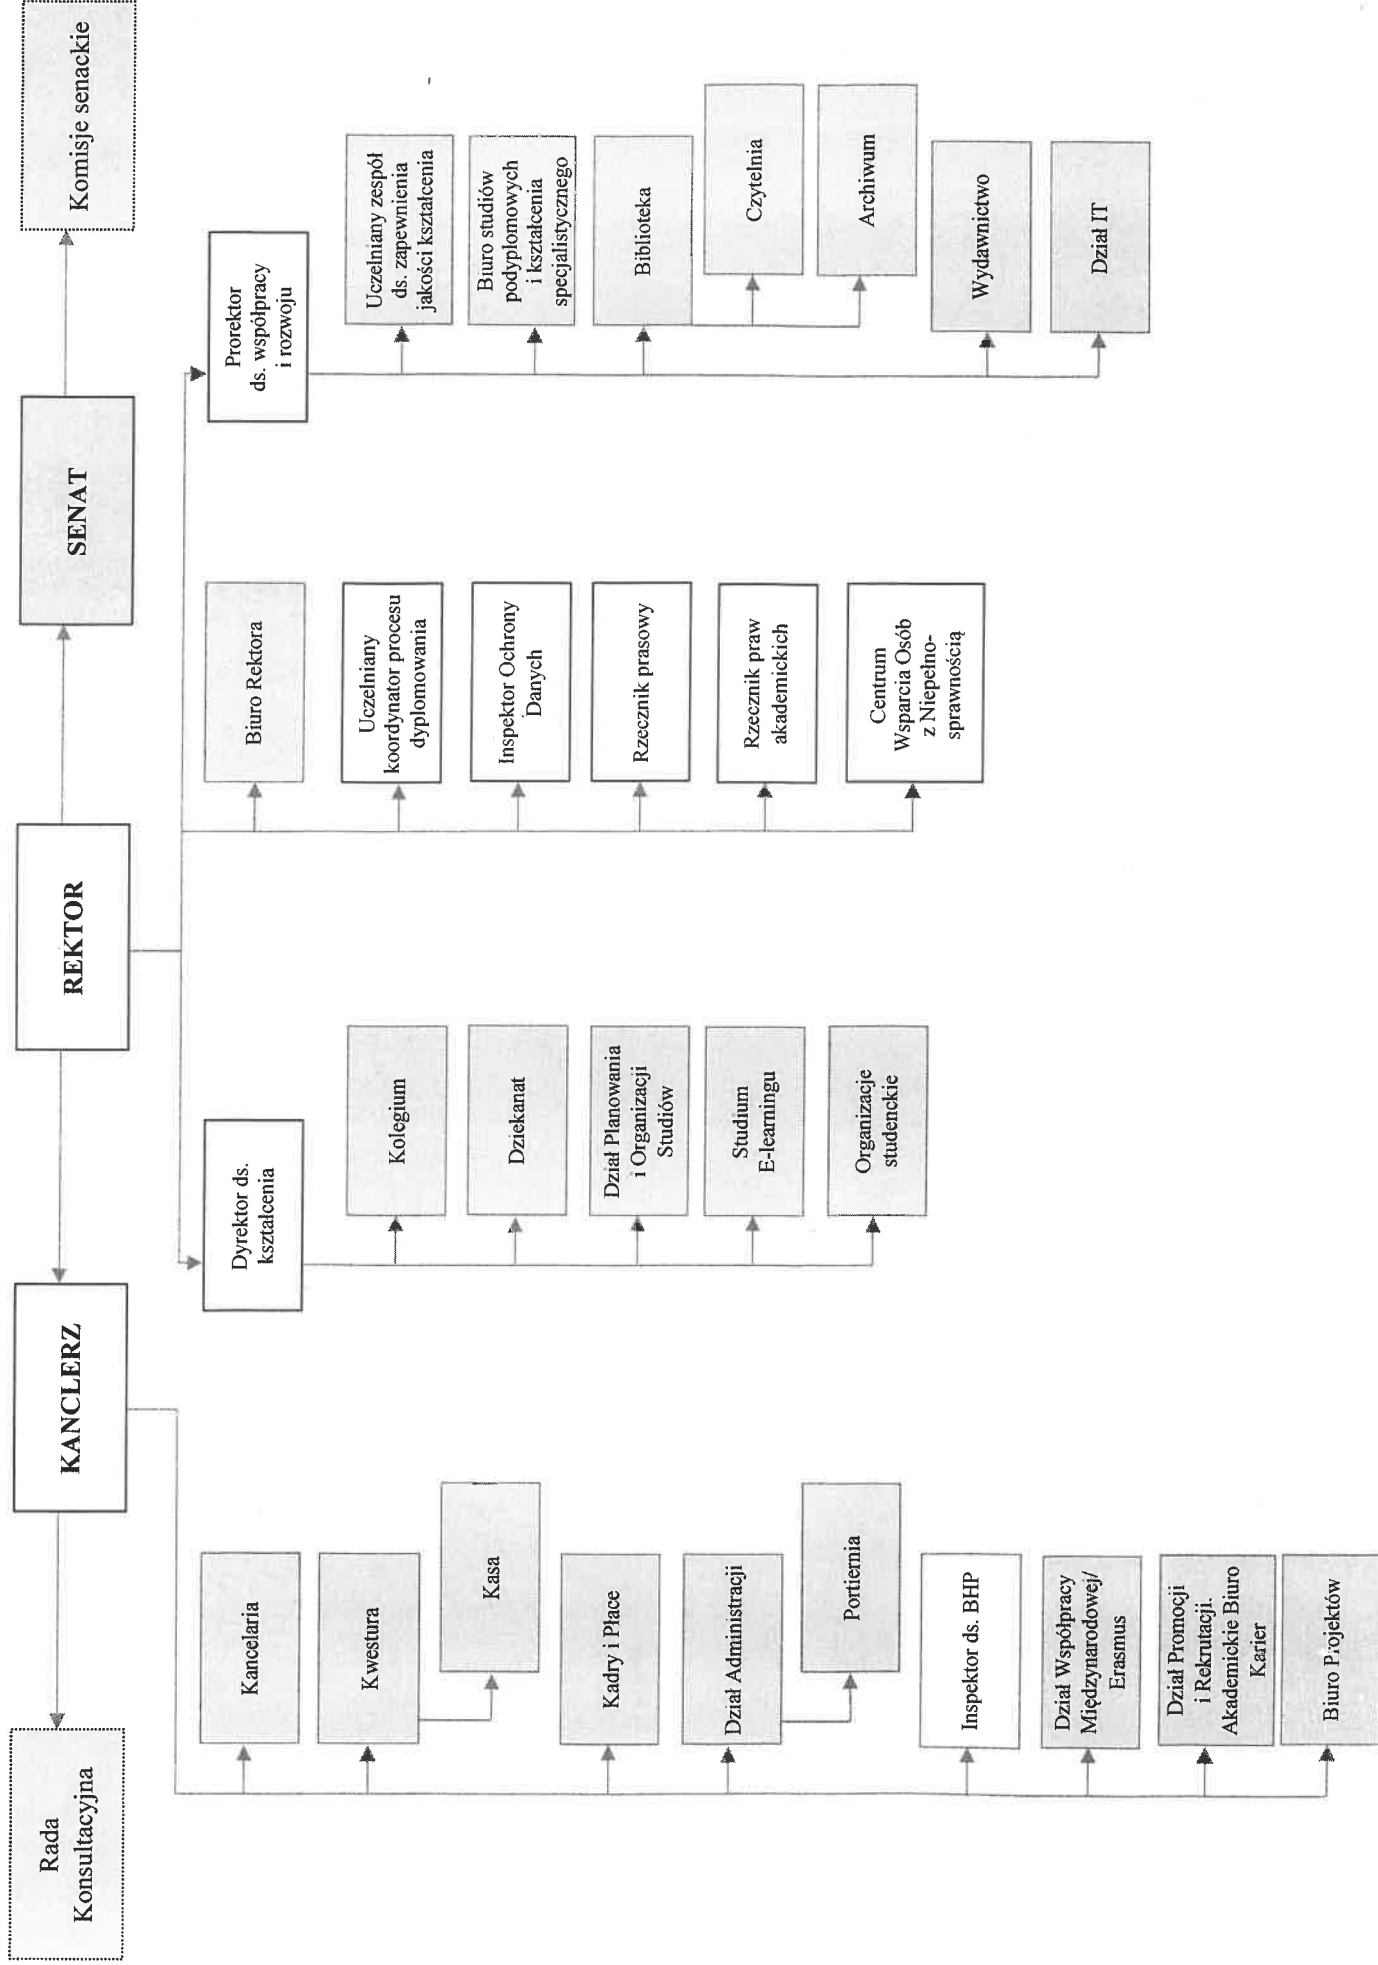 Rada
Konsultacyjna
KANCLERZ
REKTOR
SENAT
Komisje senackie
Kancelaria
Kwestura
Kasa
Kadry i Płace
Dział Administracji
Portiernia
Inspektor ds. BHP
Dział Współpracy
Międzynarodowej/
Erasmus
Dział Promocji
i Rekrutacji.
Akademickie Biuro
Karier
Biuro Projektów
Dyrektor ds.
kształcenia
Kolegium
Dziekanat
Dział Planowania
i Organizacji
Studiów
Studium
E-learningu
Organizacje
studenckie
Biuro Rektora
Uczelniany
koordynator procesu
dyplomowania
Inspektor Ochrony
Danych
Rzecznik prasowy
Rzecznik praw
akademickich
Centrum
Wsparcia Osób
z Niepełno-
sprawnością
Prorektor
ds. współpracy
i rozwoju
Uczelniany zespół
ds. zapewnienia
jakości kształcenia
Biuro studiów
podyplomowych
i kształcenia
specjalistycznego
Biblioteka
Czytelnia
Archiwum
Wydawnictwo
Dział IT